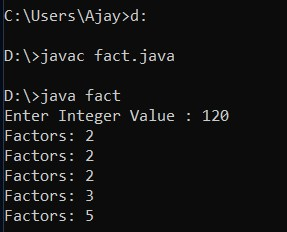 C:\Users\Ajay>d:
D:\>javac fact.java
D:\>java fact
Enter Integer Value : 120
Factors: 2
Factors: 2
Factors: 2
Factors: 3
Factors: 5